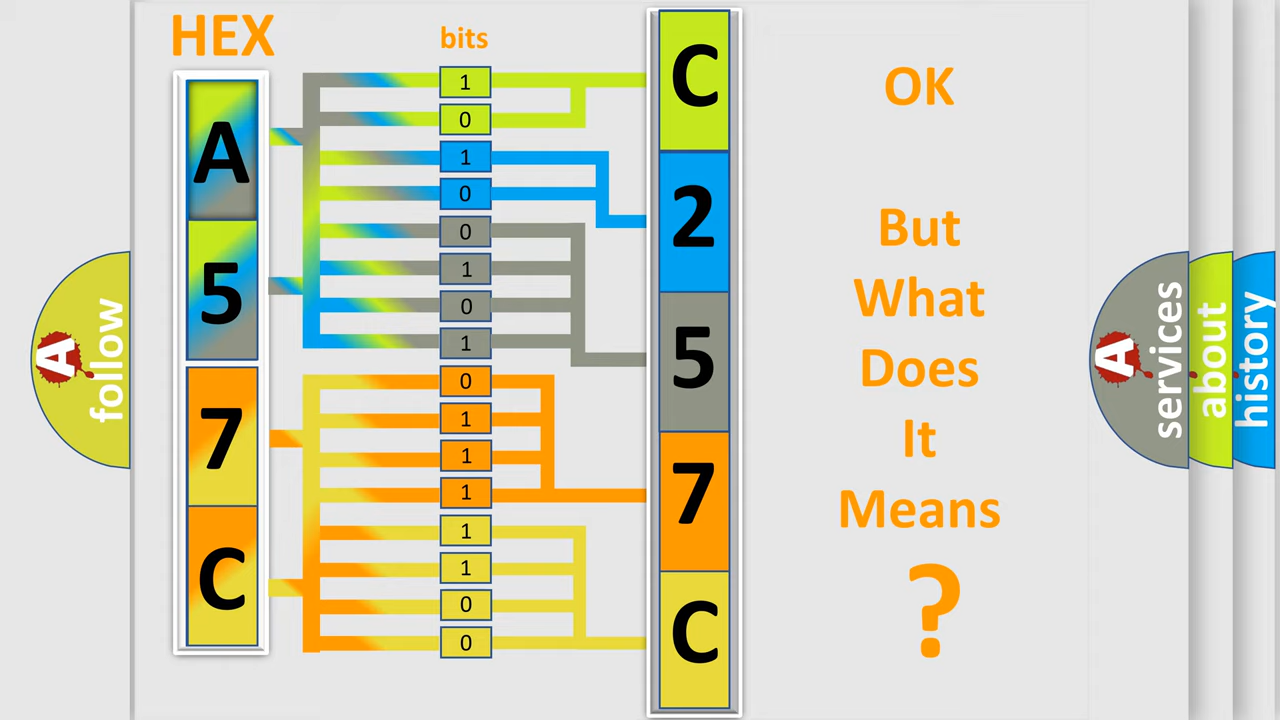 HEX
bits
A
5
7
C
1
0
1
0
0
1
0
1
0
1
1
1
1
1
0
0
C
2
5
7
C
OK
But
What
Does
It
Means
?
A
follow
A
services
about
history